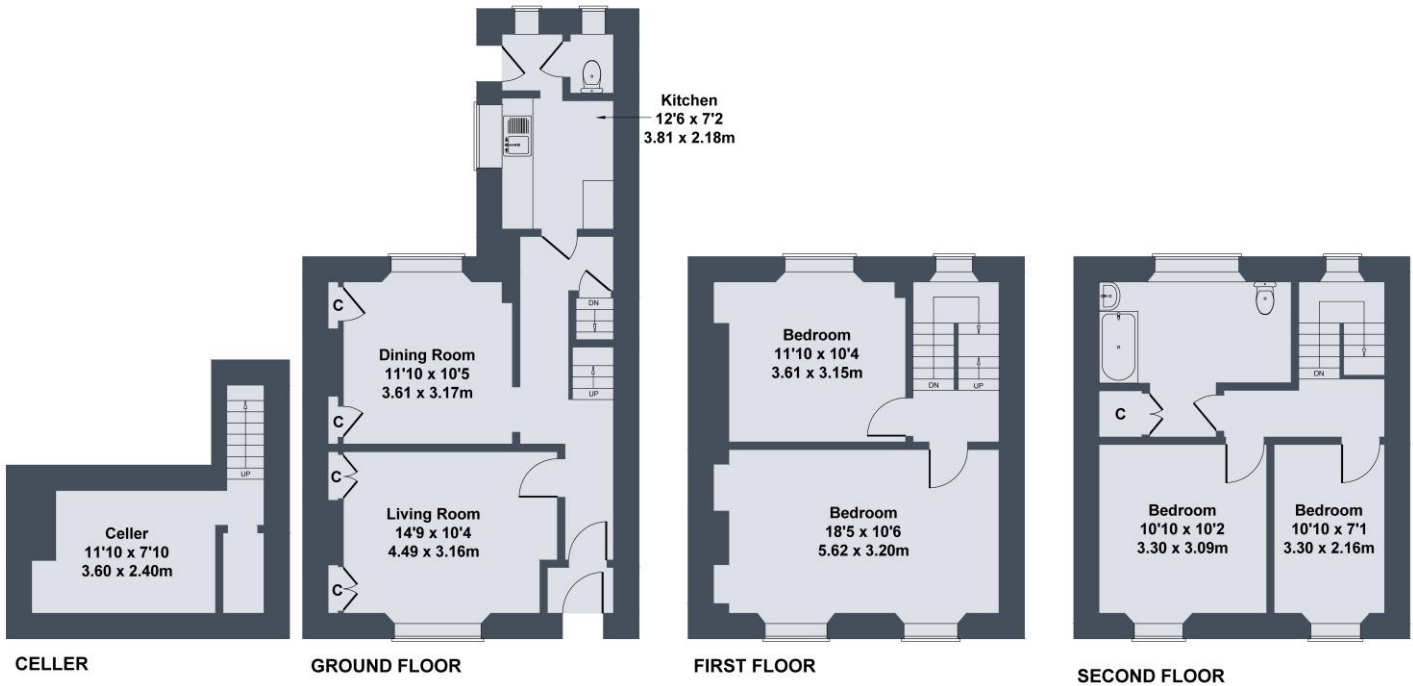 Kitchen
12'6 x 7'2
3.81 x 2.18m
C
DN
Dining Room
11'10 x 10'5
3.61 x 3.17m
UP
C
C
Living Room
14'9 x 10'4
4.49 x 3.16m
C
UP
Celler
11'10 x 7'10
3.60 x 2.40m
Bedroom
11'10 x 10'4
3.61 x 3.15m
DN
UP
Bedroom
18'5 x 10'6
5.62 x 3.20m
DN
C
Bedroom
10'10 x 10'2
3.30 x 3.09m
Bedroom
10'10 x 7'1
3.30 x 2.16m
CELLER
GROUND FLOOR
FIRST FLOOR
SECOND FLOOR